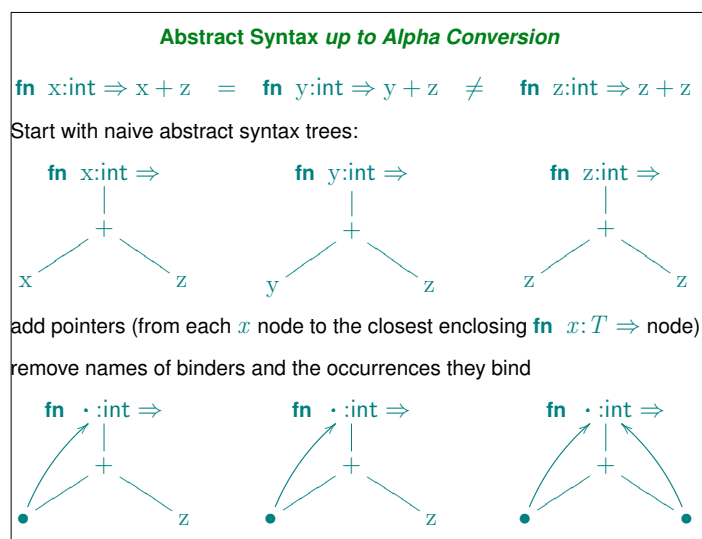 Abstract Syntax up to Alpha Conversion
fn x:int ⇒ x + z = fn y:int ⇒ y + z ≠ fn z:int ⇒ z + z
Start with naive abstract syntax trees:
fn x:int ⇒ fn y:int ⇒ fn z:int ⇒
+ + +
x z y z z z
add pointers (from each x node to the closest enclosing fn x:T ⇒ node)
remove names of binders and the occurrences they bind
fn · :int ⇒ fn · :int ⇒ fn · :int ⇒
+ + +
• z • z • •